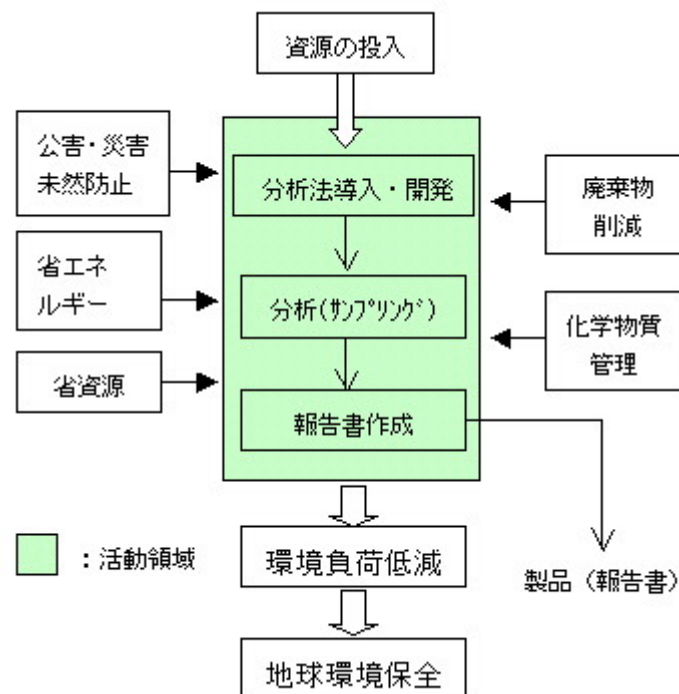 資源の投入
公害・災害
未然防止
分析法導入・開発
廃棄物
削減
省エネ
ルギー
分析(ｻﾝﾌﾟﾘﾝｸﾞ)
化学物質
管理
省資源
報告書作成
：活動領域
環境負荷低減
製品（報告書）
地球環境保全